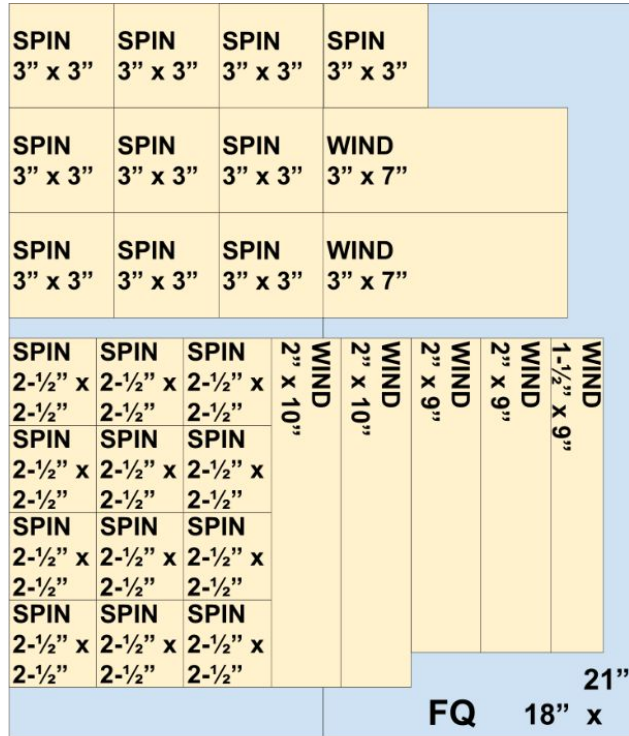 SPIN
3” x 3”
SPIN
3” x 3”
SPIN
3” x 3”
SPIN
3” x 3”
SPIN
3” x 3”
SPIN
3” x 3”
SPIN
3” x 3”
WIND
3” x 7”
SPIN
3” x 3”
SPIN
3” x 3”
SPIN
3” x 3”
WIND
3” x 7”
SPIN
2-½” x
2-½”
SPIN
2-½” x
2-½”
SPIN
2-½” x
2-½”
WIND
2” x 10”
WIND
2” x 10”
WIND
2” x 9”
WIND
2” x 9”
WIND
1-½” x 9”
SPIN
2-½” x
2-½”
SPIN
2-½” x
2-½”
SPIN
2-½” x
2-½”
SPIN
2-½” x
2-½”
SPIN
2-½” x
2-½”
SPIN
2-½” x
2-½”
SPIN
2-½” x
2-½”
SPIN
2-½” x
2-½”
SPIN
2-½” x
2-½”
FQ 18” x
21”